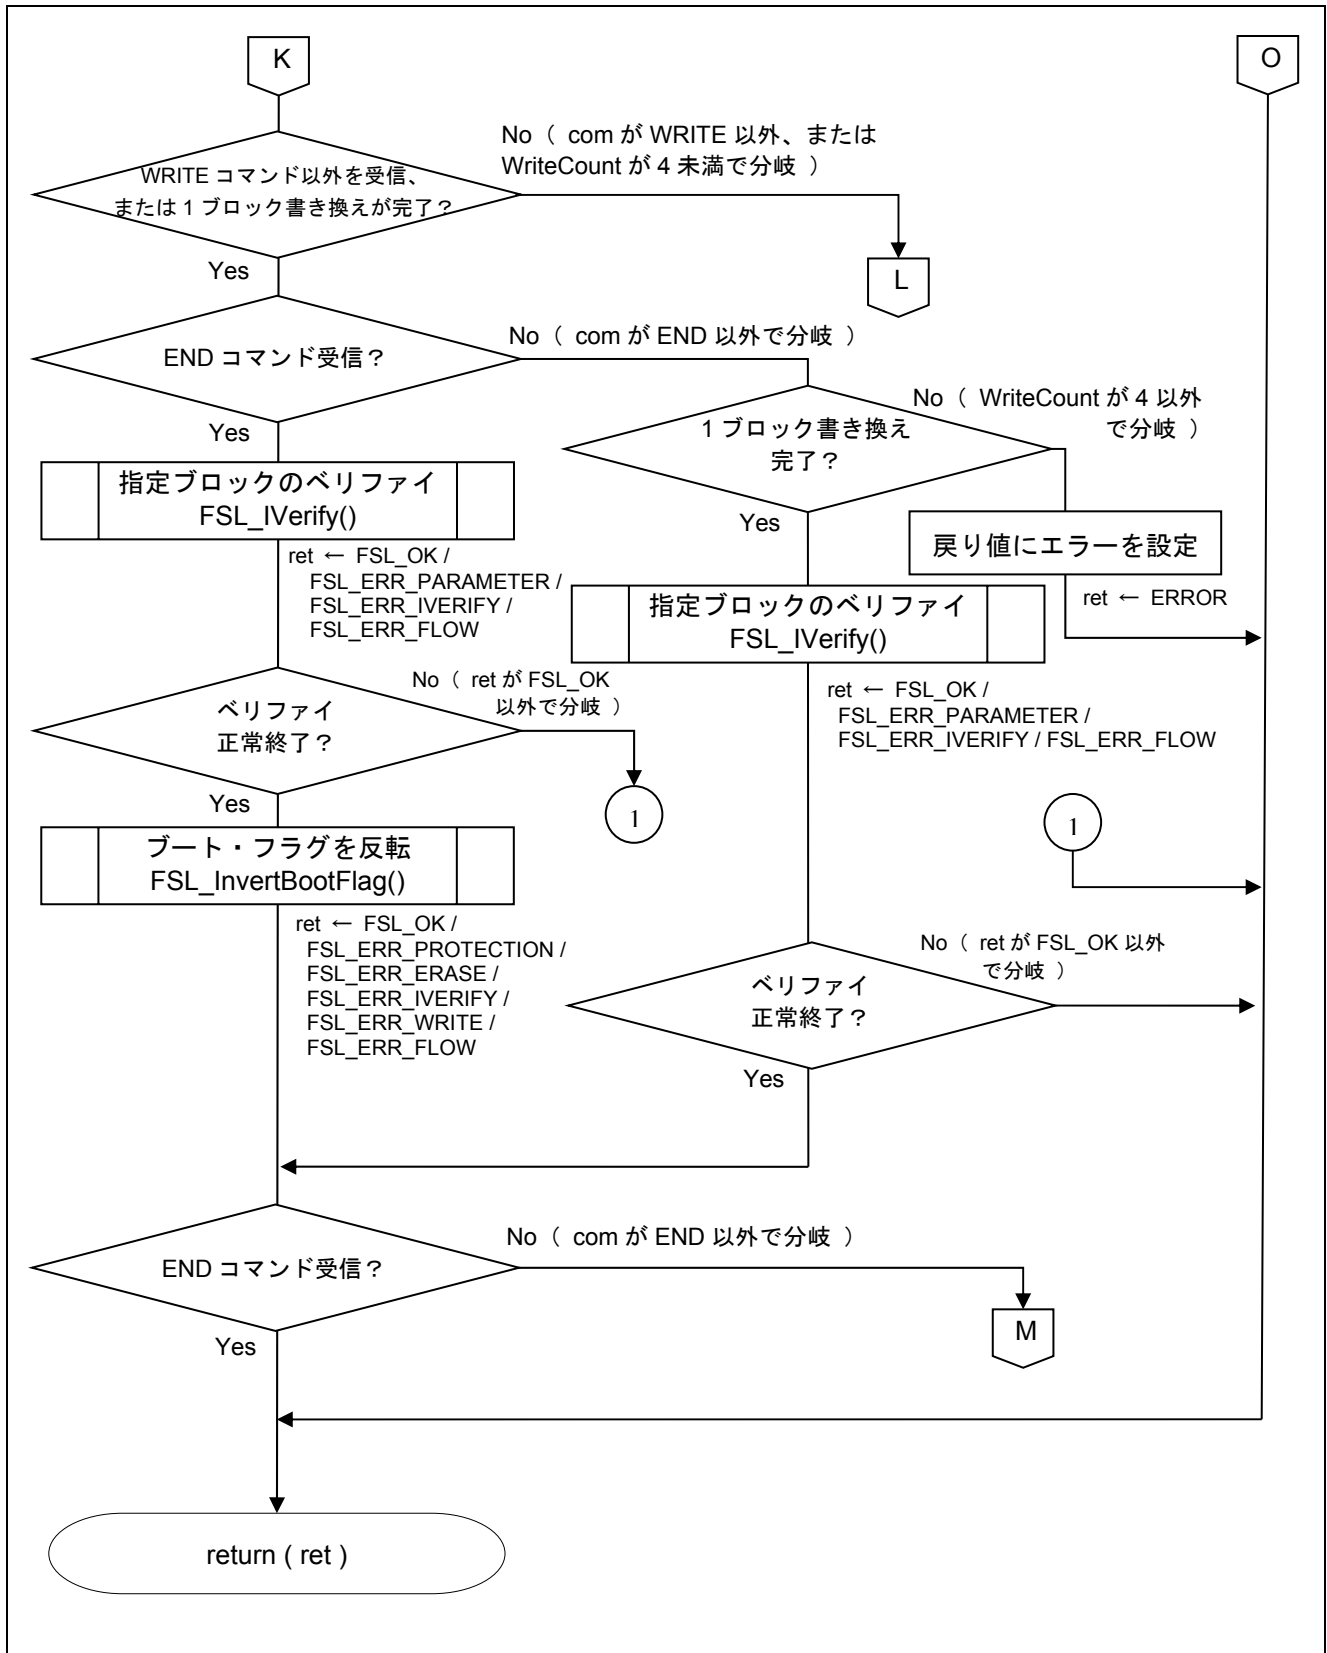 K
O
No（ com が WRITE 以外、または
WriteCount が 4 未満で分岐 ）
WRITE コマンド以外を受信、
または 1 ブロック書き換えが完了？
Yes
L
No（ com が END 以外で分岐 ）
END コマンド受信？
No（ WriteCount が 4 以外
で分岐 ）
1 ブロック書き換え
完了？
Yes
指定ブロックのベリファイ
FSL_IVerify()
Yes
戻り値にエラーを設定
ret ← FSL_OK /
FSL_ERR_PARAMETER /
FSL_ERR_IVERIFY /
FSL_ERR_FLOW
ret ← ERROR
指定ブロックのベリファイ
FSL_IVerify()
No（ ret が FSL_OK
以外で分岐 ）
ret ← FSL_OK /
FSL_ERR_PARAMETER /
FSL_ERR_IVERIFY / FSL_ERR_FLOW
ベリファイ
正常終了？
Yes
1
1
ブート・フラグを反転
FSL_InvertBootFlag()
ret ← FSL_OK /
FSL_ERR_PROTECTION /
FSL_ERR_ERASE /
FSL_ERR_IVERIFY /
FSL_ERR_WRITE /
FSL_ERR_FLOW
No（ ret が FSL_OK 以外
で分岐 ）
ベリファイ
正常終了？
Yes
No（ com が END 以外で分岐 ）
END コマンド受信？
M
Yes
return ( ret )